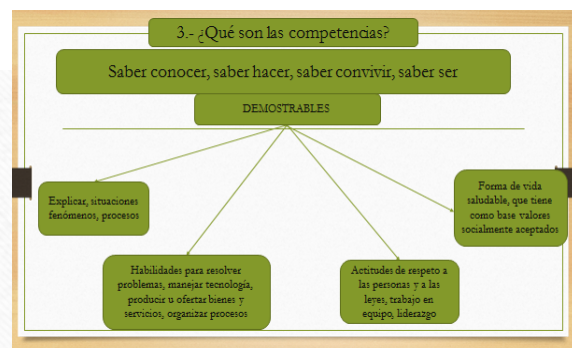 3.- ¿Qué son las competencias?
Saber conocer, saber hacer, saber convivir, saber ser
DEMOSTRABLES
Explicar, situaciones
fenómenos, procesos
Habilidades para resolver
problemas, manejar tecnología,
producir u ofertar bienes y
servicios, organizar procesos
Actitudes de respeto a
las personas y a las
leyes, trabajo en
equipo, liderazgo
Forma de vida
saludable, que tiene
como base valores
socialmente aceptados